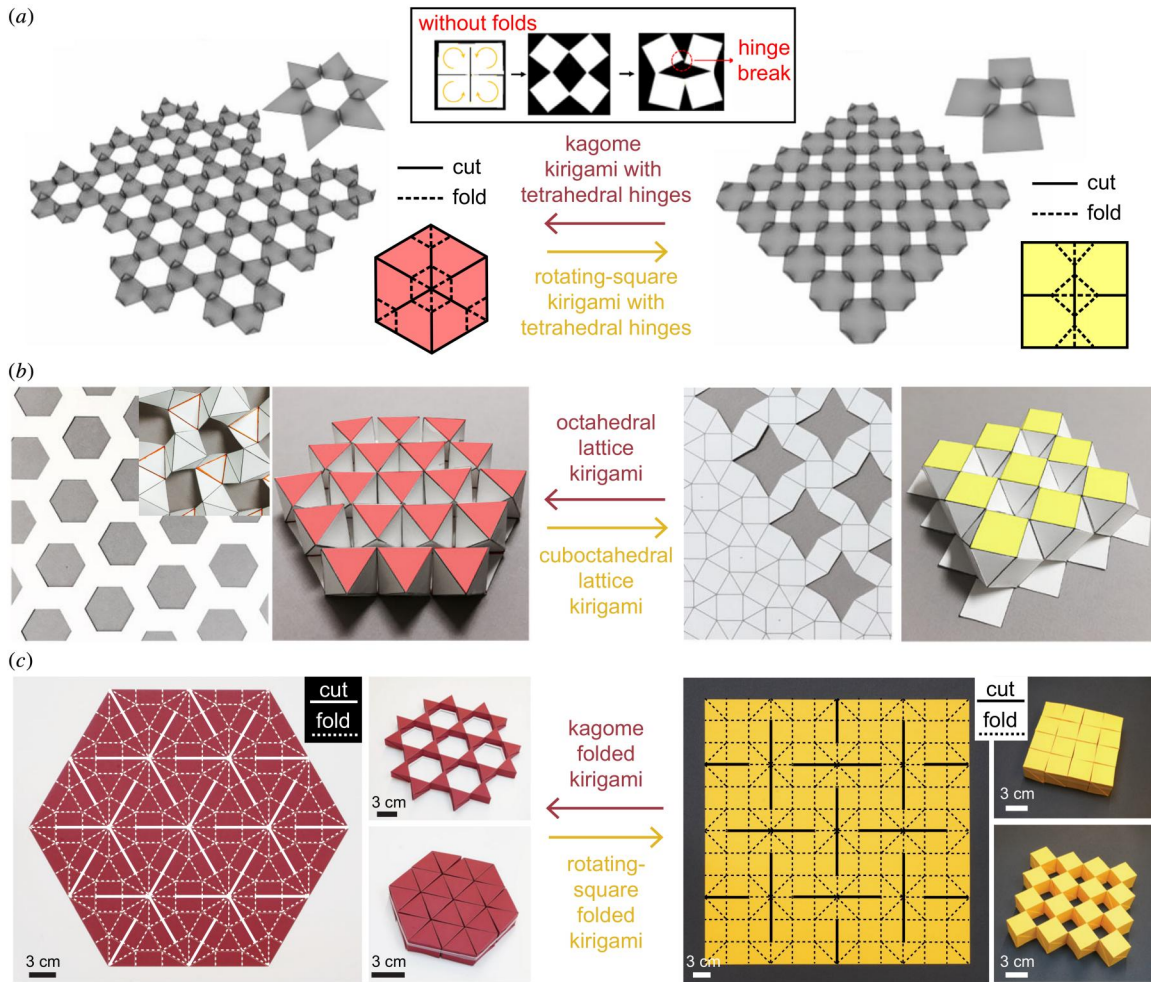 (a)
without folds
hinge
break
kagome
kirigami with
tetrahedral hinges
cut
fold
rotating-square
kirigami with
tetrahedral hinges
cut
fold
(b)
octahedral
lattice
kirigami
cuboctahedral
lattice
kirigami
(c)
cut
fold
3 cm
3 cm
3 cm
kagome
folded
kirigami
rotating-
square
folded
kirigami
cut
fold
3 cm
3 cm
3 cm